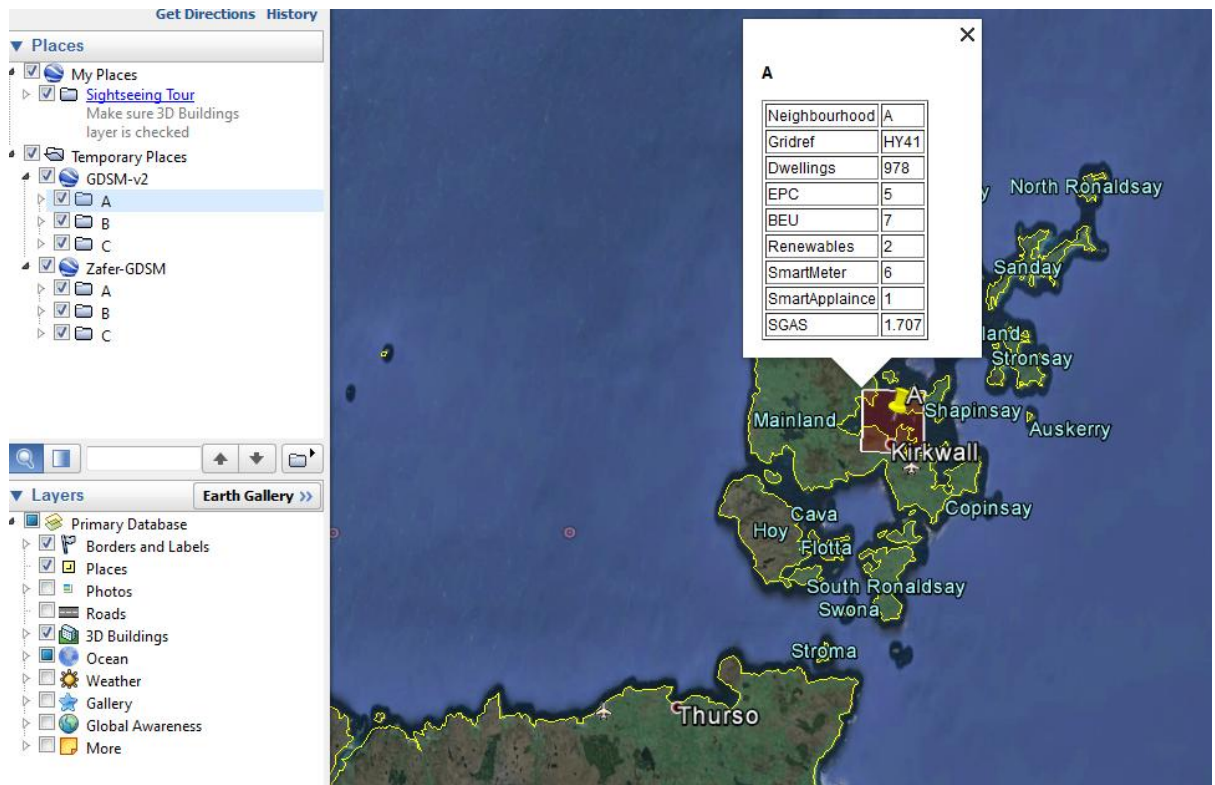 Get Directions History
Places
My Places
Sightseeing Tour
Make sure 3D Buildings
layer is checked
Temporary Places
GDSM-v2
A
B
C
Zafer-GDSM
A
B
C
Layers
Earth Gallery >>
Primary Database
Borders and Labels
Places
Photos
Roads
3D Buildings
Ocean
Weather
Gallery
Global Awareness
More
A
Neighbourhood A
Gridref HY41
Dwellings 978
EPC 5
BEU 7
Renewables 2
SmartMeter 6
SmartApplaince 1
SGAS 1.707
North Ronaldsay
Sanday
Stronsay
A
Shapinsay
Mainland
Auskerry
Kirkwall
Copinsay
Cava
Hoy
Flotta
South Ronaldsay
Swona
Stroma
Thurso